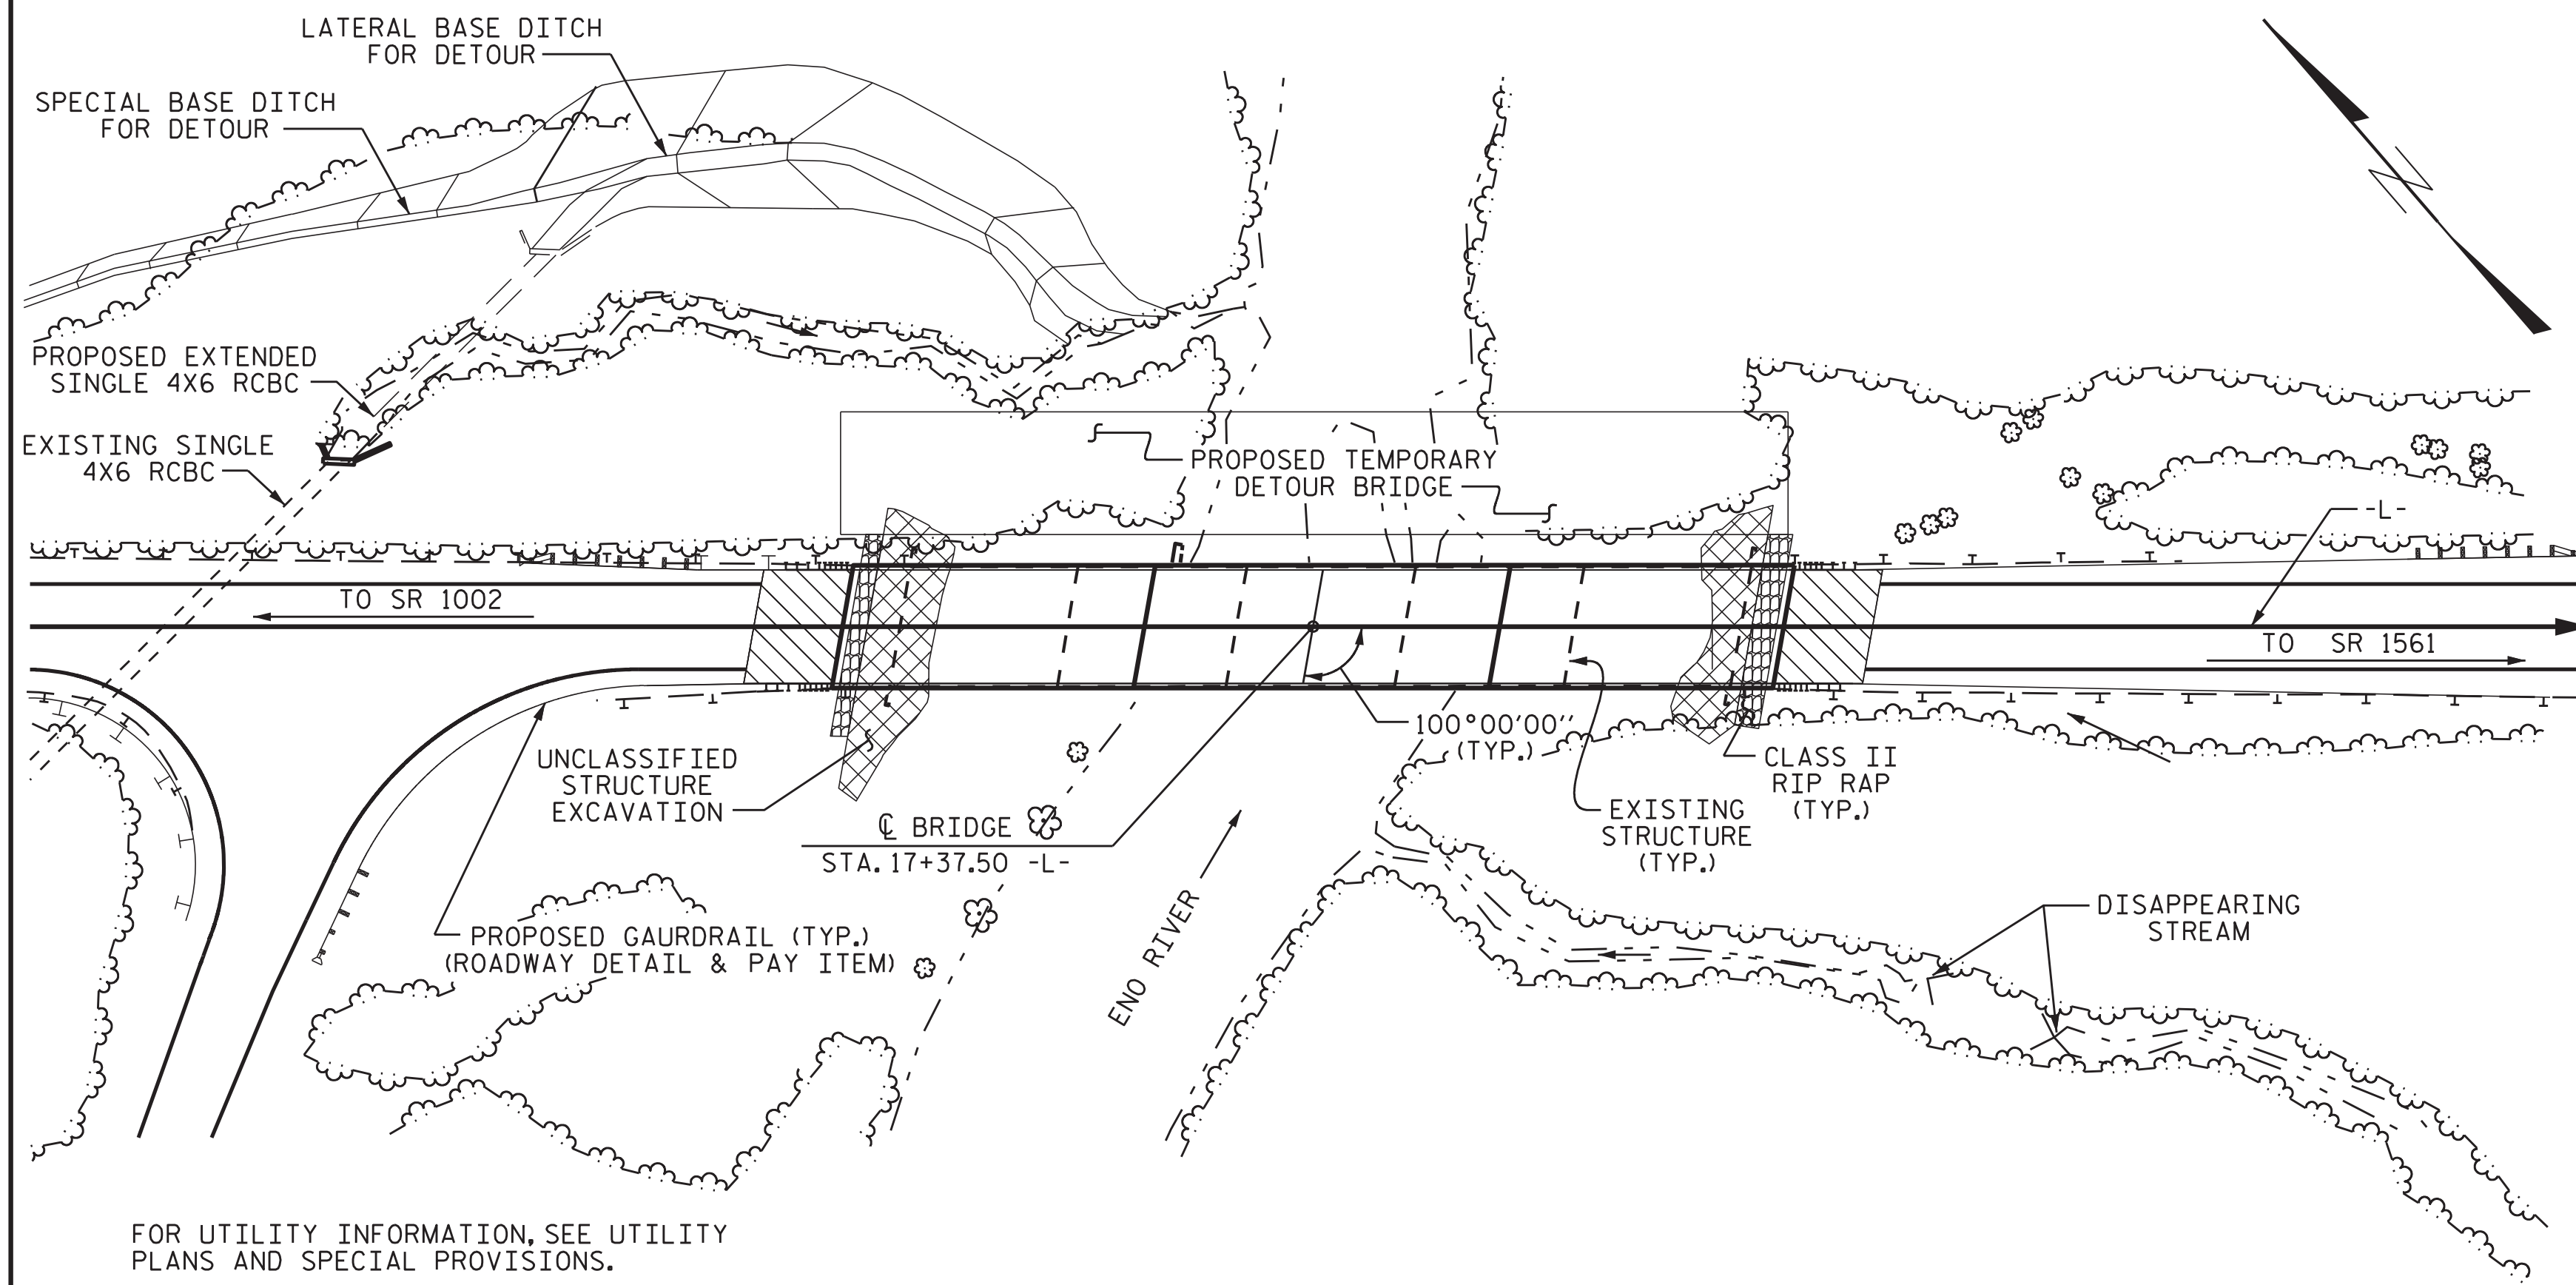 LATERAL BASE DITCH
FOR DETOUR
SPECIAL BASE DITCH
FOR DETOUR
PROPOSED EXTENDED
SINGLE 4X6 RCBC
EXISTING SINGLE
4X6 RCBC
PROPOSED TEMPORARY
DETOUR BRIDGE
-L-
TO SR 1002
TO SR 1561
100°00'00"
(TYP.)
UNCLASSIFIED
STRUCTURE
EXCAVATION
CLASS II
RIP RAP
(TYP.)
EXISTING
STRUCTURE
(TYP.)
℄ BRIDGE
STA. 17+37.50 -L-
ENO RIVER
PROPOSED GAURDRAIL (TYP.)
(ROADWAY DETAIL & PAY ITEM)
DISAPPEARING
STREAM
FOR UTILITY INFORMATION, SEE UTILITY
PLANS AND SPECIAL PROVISIONS.